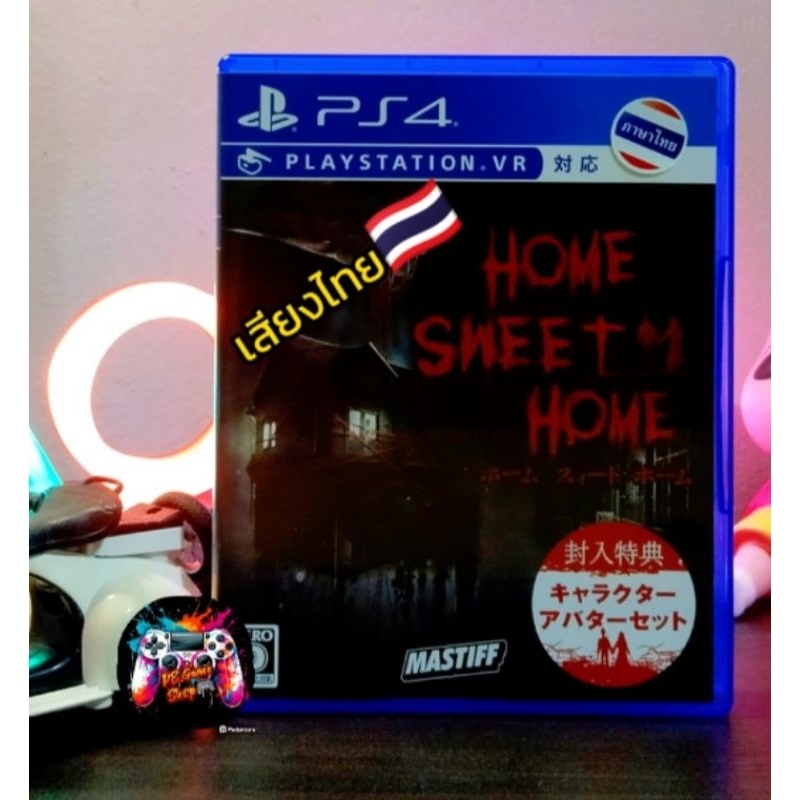 PS4
PLAYSTATION.VR 対応
ภาษาไทย
เสียงไทย
HOME
SWEET
HOME
ホーム スィート ホーム
封入特典
キャラクター
アバターセット
MASTIFF